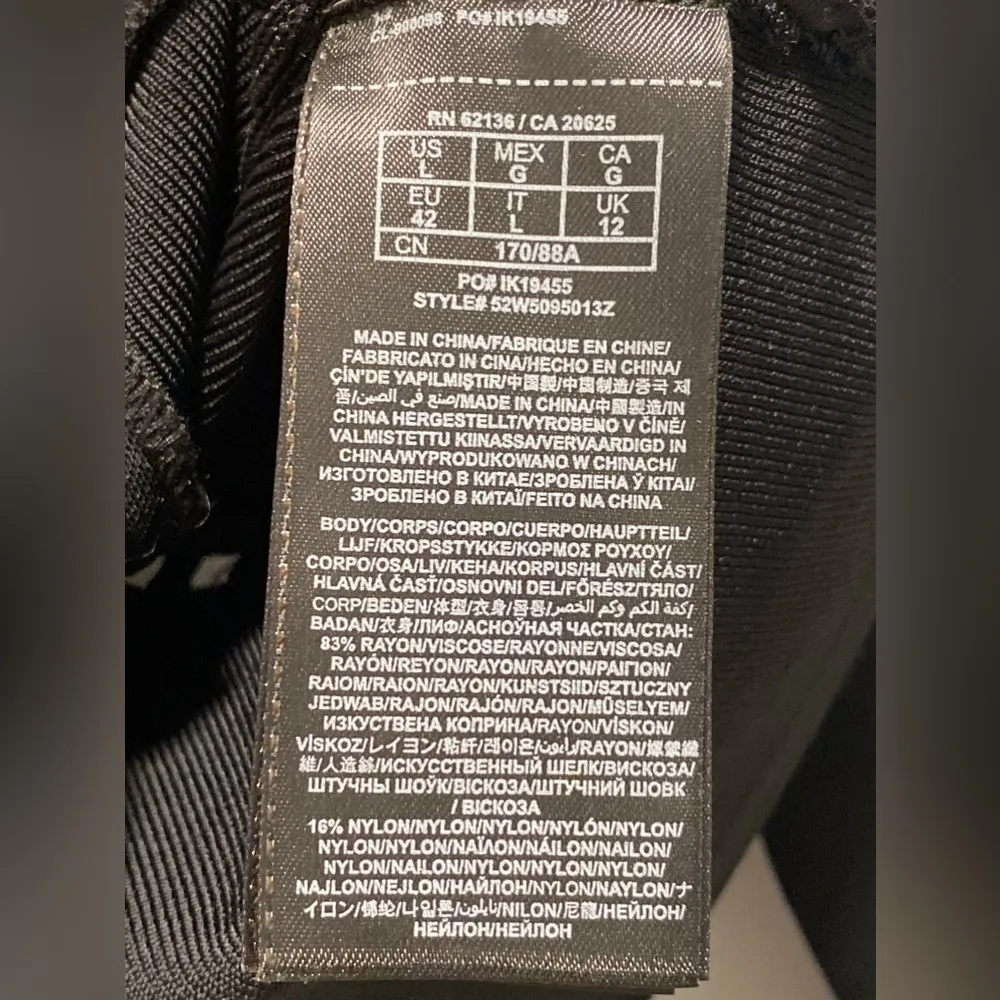 PO# IK19455
RN 62136 / CA 20625
US MEX CA
L G G
EU IT UK
42 L 12
CN 170/88A
PO# IK19455
STYLE# 52W5095013Z
MADE IN CHINA/FABRIQUE EN CHINE/
FABBRICATO IN CINA/HECHO EN CHINA/
ÇİN'DE YAPILMIŞTIR/中国製/中国制造/중국 제
품/صنع في الصين/MADE IN CHINA/中國製造/IN
CHINA HERGESTELLT/VYROBENO V ČÍNĚ/
VALMISTETTU KIINASSA/VERVAARDIGD IN
CHINA/WYPRODUKOWANO W CHINACH/
ИЗГОТОВЛЕНО В КИТАЕ/ЗРОБЛЕНА Ў КІТАІ/
ЗРОБЛЕНО В КИТАЇ/FEITO NA CHINA
BODY/CORPS/CORPO/CUERPO/HAUPTTEIL/
LIJF/KROPSSTYKKE/ΚΟΡΜΟΣ ΡΟΥΧΟΥ/
CORPO/OSA/LIV/KEHA/KORPUS/HLAVNÍ ČÁST/
HLAVNÁ ČASŤ/OSNOVNI DEL/FŐRÉSZ/ТЯЛО/
CORP/BEDEN/体型/衣身/몸통/كفة الكم وكم الخصر/
BADAN/衣身/ЛИФ/АСНОЎНАЯ ЧАСТКА/СТАН:
83% RAYON/VISCOSE/RAYONNE/VISCOSA/
RAYÓN/REYON/RAYON/RAYON/ΡΑΙΓΙΟΝ/
RAIOM/RAION/RAYON/KUNSTSIID/SZTUCZNY
JEDWAB/RAJON/RAJÓN/RAJON/MŰSELYEM/
ИЗКУСТВЕНА КОПРИНА/RAYON/VİSKON/
VİSKOZ/レイヨン/粘纤/레이온/رايون/RAYON/嫘縈纖
維/人造絲/ИСКУССТВЕННЫЙ ШЕЛК/ВИСКОЗА/
ШТУЧНЫ ШОЎК/ВІСКОЗА/ШТУЧНИЙ ШОВК
/ ВІСКОЗА
16% NYLON/NYLON/NYLON/NYLÓN/NYLON/
NYLON/NYLON/ΝΑΪΛΟΝ/NÁILON/NAILON/
NYLON/NAILON/NYLON/NYLON/NYLON/
NAJLON/NEJLON/НАЙЛОН/NYLON/NAYLON/ナ
イロン/锦纶/나일론/نايلون/NILON/尼龍/НЕЙЛОН/
НЕЙЛОН/НЕЙЛОН